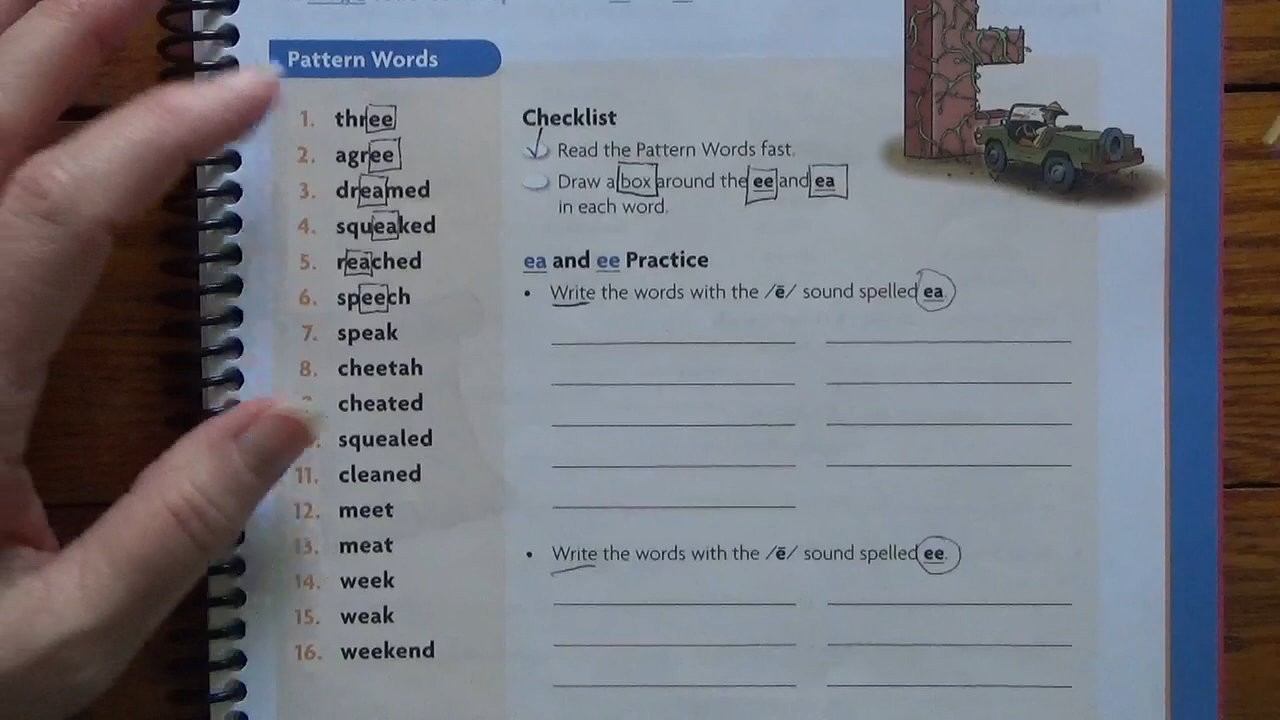 Pattern Words
1. three
2. agree
3. dreamed
4. squeaked
5. reached
6. speech
7. speak
8. cheetah
cheated
squealed
11. cleaned
12. meet
13. meat
14. week
15. weak
16. weekend
Checklist
Read the Pattern Words fast.
Draw a box around the ee and ea
in each word.
ea and ee Practice
• Write the words with the /ē/ sound spelled ea.
• Write the words with the /ē/ sound spelled ee.